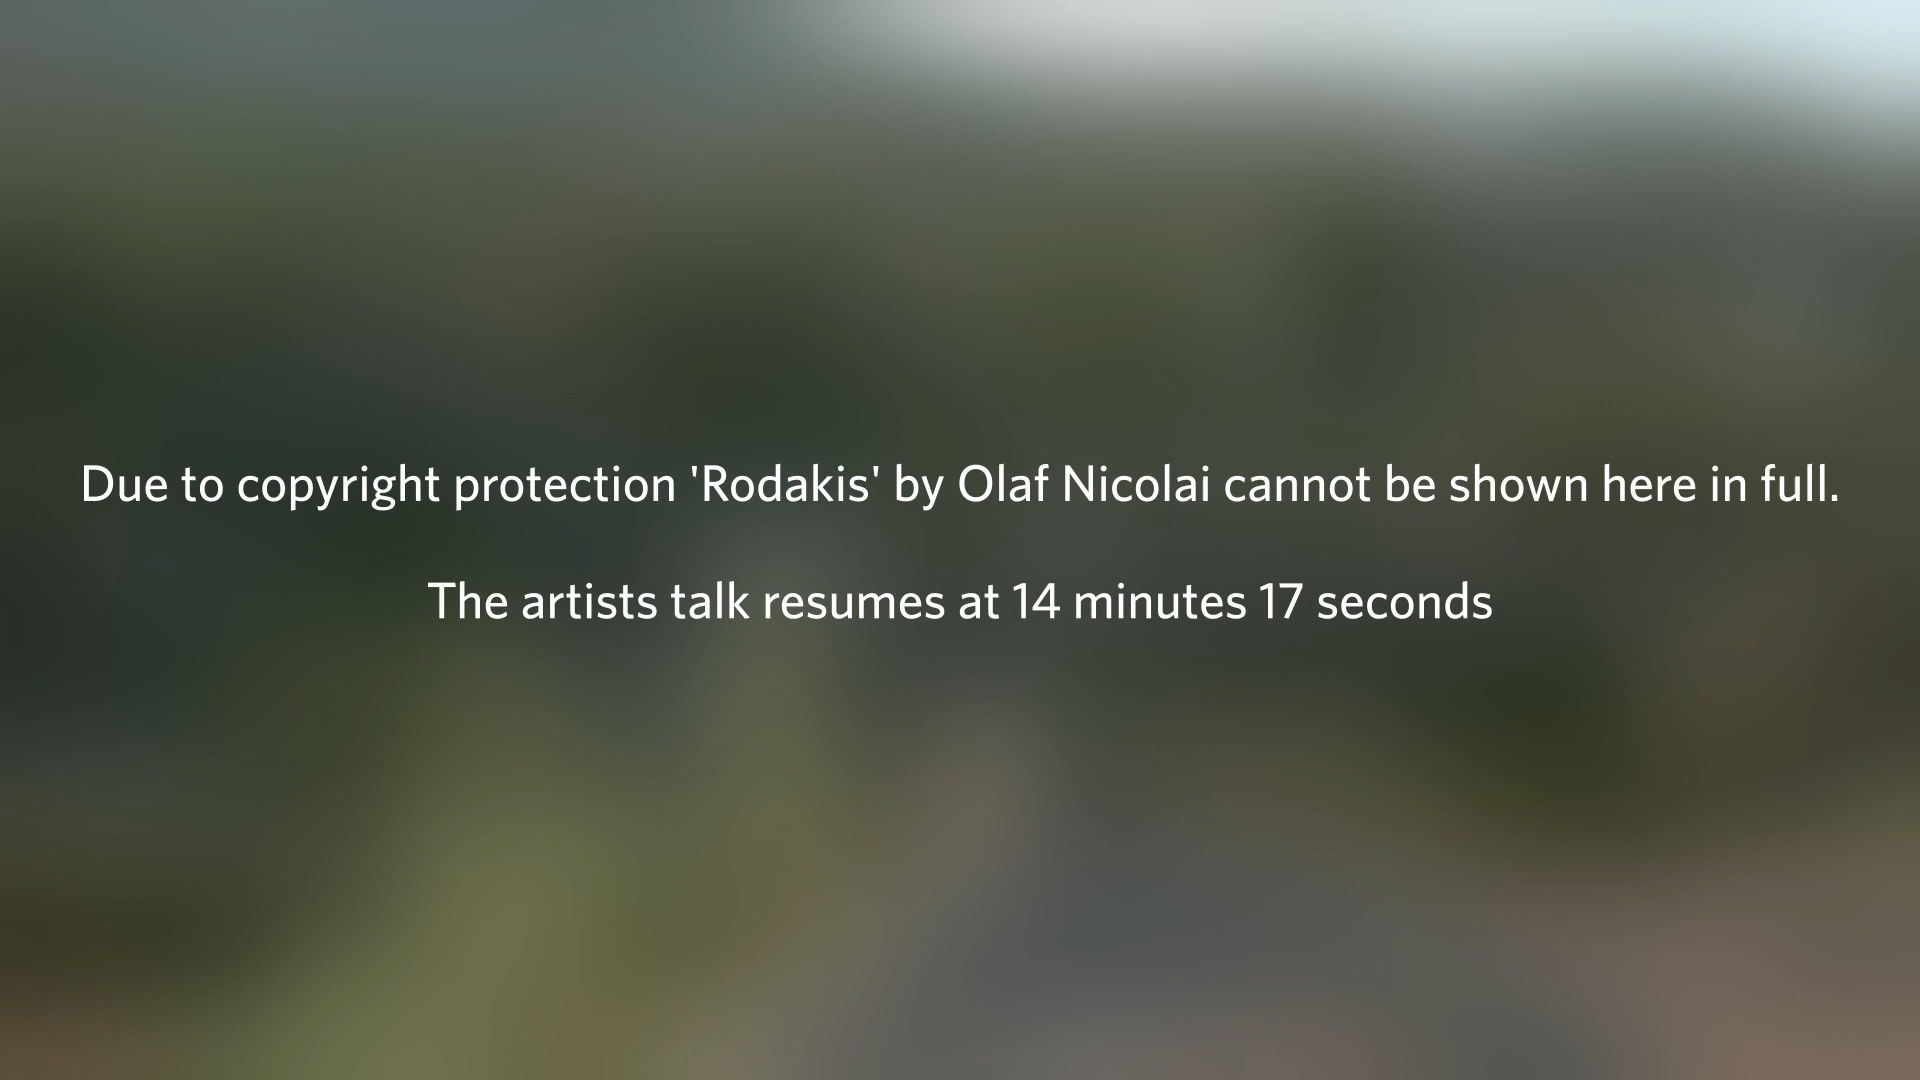 Due to copyright protection 'Rodakis' by Olaf Nicolai cannot be shown here in full.
The artists talk resumes at 14 minutes 17 seconds